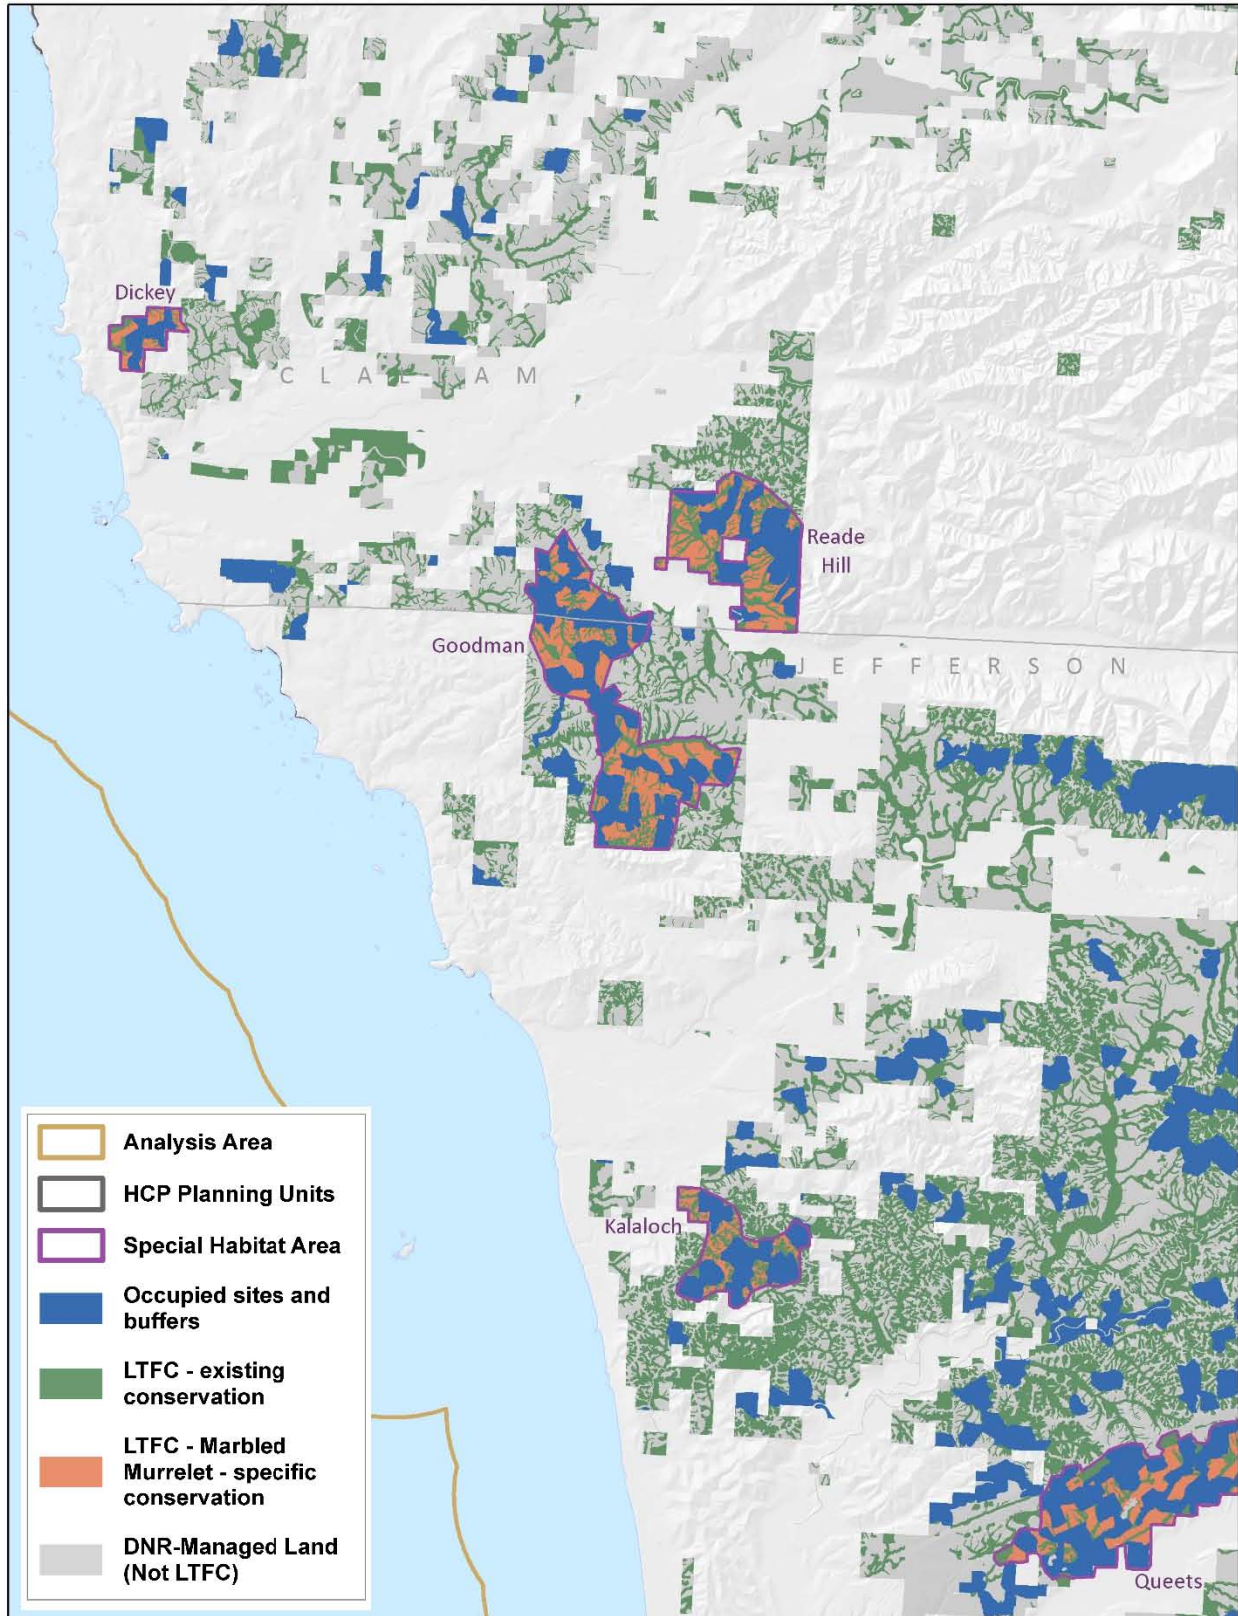 Dickey
C L A L L A M
Reade
Hill
Goodman
J E F F E R S O N
Kalaloch
Queets
Analysis Area
HCP Planning Units
Special Habitat Area
Occupied sites and
buffers
LTFC - existing
conservation
LTFC - Marbled
Murrelet - specific
conservation
DNR-Managed Land
(Not LTFC)